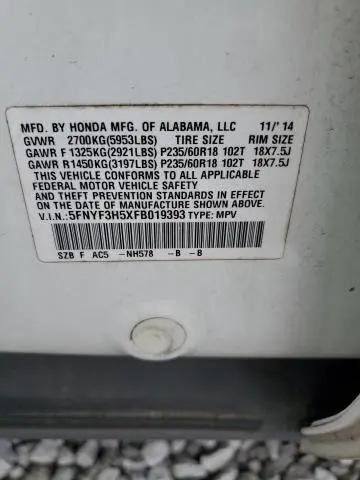 MFD. BY HONDA MFG. OF ALABAMA, LLC 11/'14
GVWR 2700KG(5953LBS) TIRE SIZE RIM SIZE
GAWR F 1325KG(2921LBS) P235/60R18 102T 18X7.5J
GAWR R1450KG(3197LBS) P235/60R18 102T 18X7.5J
THIS VEHICLE CONFORMS TO ALL APPLICABLE
FEDERAL MOTOR VEHICLE SAFETY AND
THEFT PREVENTION STANDARDS IN EFFECT ON
THE DATE OF MANUFACTURE SHOWN ABOVE.
V.I.N.:5FNYF3H5XFB019393 TYPE: MPV
SZB F AC5 -NH578 -B -B